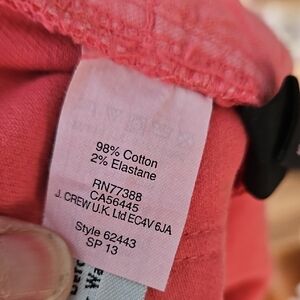 98% Cotton
2% Elastane
RN77388
CA56445
J. CREW U.K. Ltd EC4V 6JA
Style 62443
SP 13